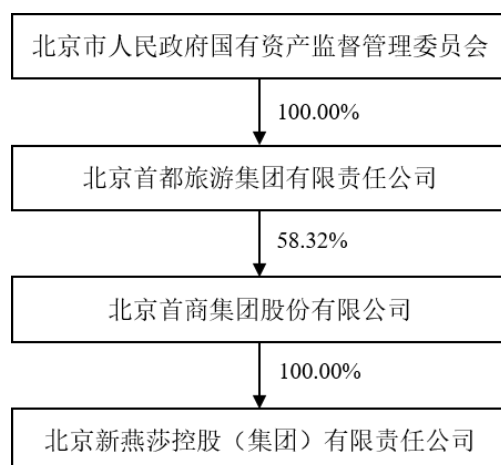 北京市人民政府国有资产监督管理委员会
100.00%
北京首都旅游集团有限责任公司
58.32%
北京首商集团股份有限公司
100.00%
北京新燕莎控股（集团）有限责任公司